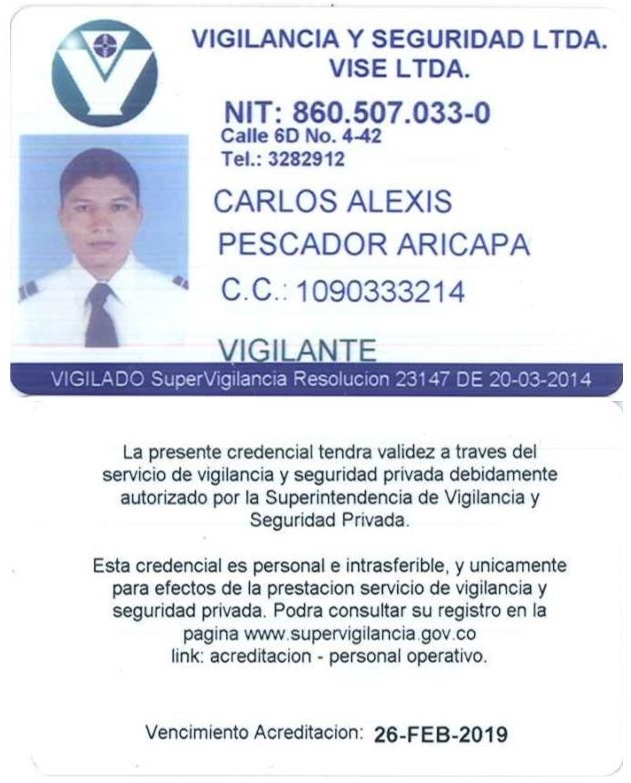 VIGILANCIA Y SEGURIDAD LTDA.
VISE LTDA.
NIT: 860.507.033-0
Calle 6D No. 4-42
Tel.: 3282912
CARLOS ALEXIS
PESCADOR ARICAPA
C.C.: 1090333214
VIGILANTE
VIGILADO SuperVigilancia Resolucion 23147 DE 20-03-2014
La presente credencial tendra validez a traves del
servicio de vigilancia y seguridad privada debidamente
autorizado por la Superintendencia de Vigilancia y
Seguridad Privada.
Esta credencial es personal e intrasferible, y unicamente
para efectos de la prestacion servicio de vigilancia y
seguridad privada. Podra consultar su registro en la
pagina www.supervigilancia.gov.co
link: acreditacion - personal operativo.
Vencimiento Acreditacion: 26-FEB-2019